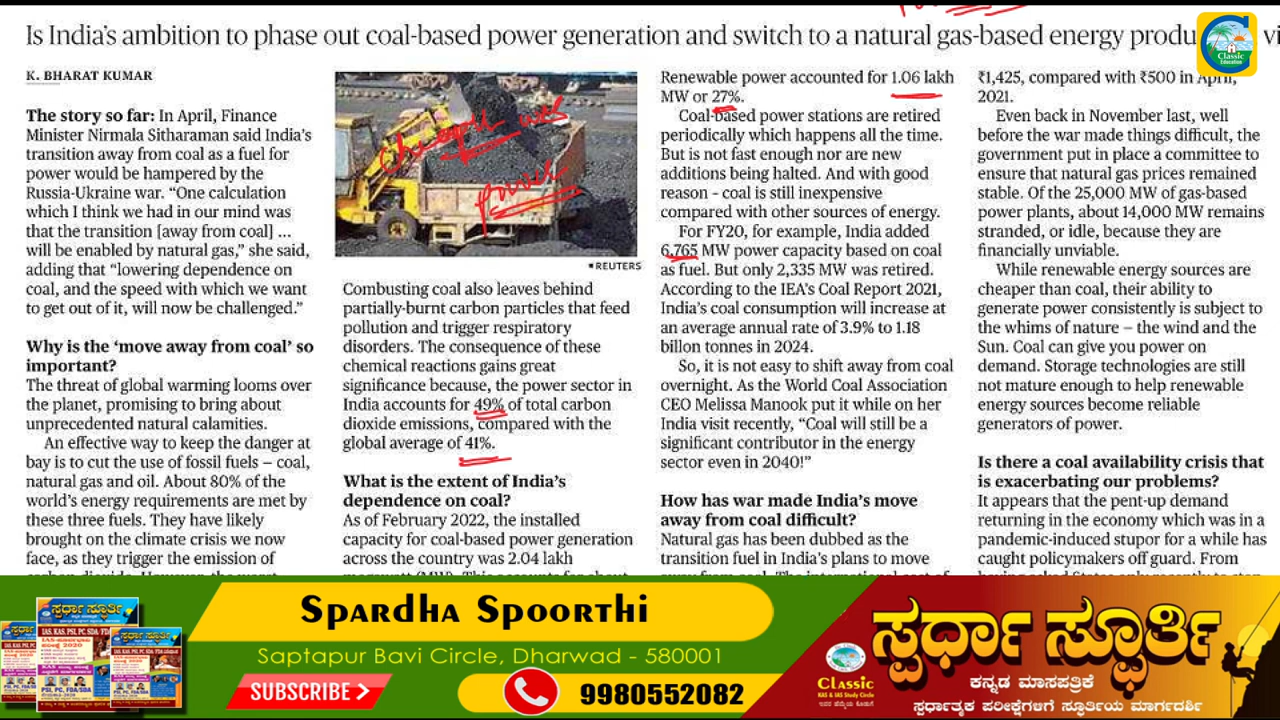 Is India's ambition to phase out coal-based power generation and switch to a natural gas-based energy produ
K. BHARAT KUMAR
The story so far: In April, Finance
Minister Nirmala Sitharaman said India's
transition away from coal as a fuel for
power would be hampered by the
Russia-Ukraine war. “One calculation
which I think we had in our mind was
that the transition [away from coal] ...
will be enabled by natural gas,” she said,
adding that “lowering dependence on
coal, and the speed with which we want
to get out of it, will now be challenged.”
Why is the ‘move away from coal’ so
important?
The threat of global warming looms over
the planet, promising to bring about
unprecedented natural calamities.
An effective way to keep the danger at
bay is to cut the use of fossil fuels – coal,
natural gas and oil. About 80% of the
world's energy requirements are met by
these three fuels. They have likely
brought on the climate crisis we now
face, as they trigger the emission of
power
REUTERS
Combusting coal also leaves behind
partially-burnt carbon particles that feed
pollution and trigger respiratory
disorders. The consequence of these
chemical reactions gains great
significance because, the power sector in
India accounts for 49% of total carbon
dioxide emissions, compared with the
global average of 41%.
What is the extent of India's
dependence on coal?
As of February 2022, the installed
capacity for coal-based power generation
across the country was 2.04 lakh
Renewable power accounted for 1.06 lakh
MW or 27%.
Coal-based power stations are retired
periodically which happens all the time.
But is not fast enough nor are new
additions being halted. And with good
reason – coal is still inexpensive
compared with other sources of energy.
For FY20, for example, India added
6,765 MW power capacity based on coal
as fuel. But only 2,335 MW was retired.
According to the IEA's Coal Report 2021,
India's coal consumption will increase at
an average annual rate of 3.9% to 1.18
billon tonnes in 2024.
So, it is not easy to shift away from coal
overnight. As the World Coal Association
CEO Melissa Manook put it while on her
India visit recently, “Coal will still be a
significant contributor in the energy
sector even in 2040!”
How has war made India's move
away from coal difficult?
Natural gas has been dubbed as the
transition fuel in India's plans to move
₹1,425, compared with ₹500 in April,
2021.
Even back in November last, well
before the war made things difficult, the
government put in place a committee to
ensure that natural gas prices remained
stable. Of the 25,000 MW of gas-based
power plants, about 14,000 MW remains
stranded, or idle, because they are
financially unviable.
While renewable energy sources are
cheaper than coal, their ability to
generate power consistently is subject to
the whims of nature – the wind and the
Sun. Coal can give you power on
demand. Storage technologies are still
not mature enough to help renewable
energy sources become reliable
generators of power.
Is there a coal availability crisis that
is exacerbating our problems?
It appears that the pent-up demand
returning in the economy which was in a
pandemic-induced stupor for a while has
caught policymakers off guard. From
Classic
Education
Spardha Spoorthi
Saptapur Bavi Circle, Dharwad - 580001
SUBSCRIBE
9980552082
Classic
KAS & IAS Study Circle
ಸ್ಪರ್ಧಾ ಸ್ಫೂರ್ತಿ
ಕನ್ನಡ ಮಾಸಪತ್ರಿಕೆ
ಸ್ಪರ್ಧಾತ್ಮಕ ಪರೀಕ್ಷೆಗಳಿಗೆ ಸ್ಫೂರ್ತಿಯ ಮಾರ್ಗದರ್ಶಿ